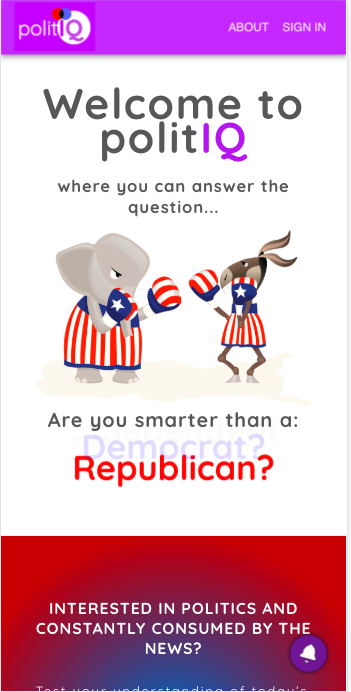 politIQ
ABOUT SIGN IN
Welcome to
politIQ
where you can answer the
question...
Are you smarter than a:
Democrat?
Republican?
INTERESTED IN POLITICS AND
CONSTANTLY CONSUMED BY THE
NEWS?
Test your understanding of today's